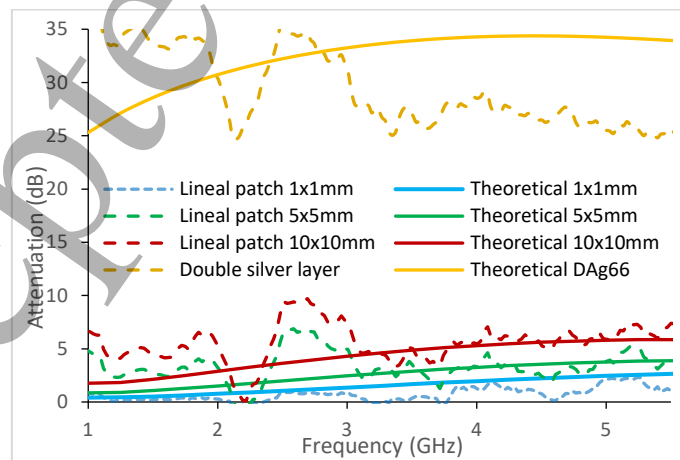 35
30
25
20
15
10
5
0
Attenuation (dB)
Lineal patch 1x1mm Theoretical 1x1mm
Lineal patch 5x5mm Theoretical 5x5mm
Lineal patch 10x10mm Theoretical 10x10mm
Double silver layer Theoretical DAg66
1 2 3 4 5
Frequency (GHz)
cpte